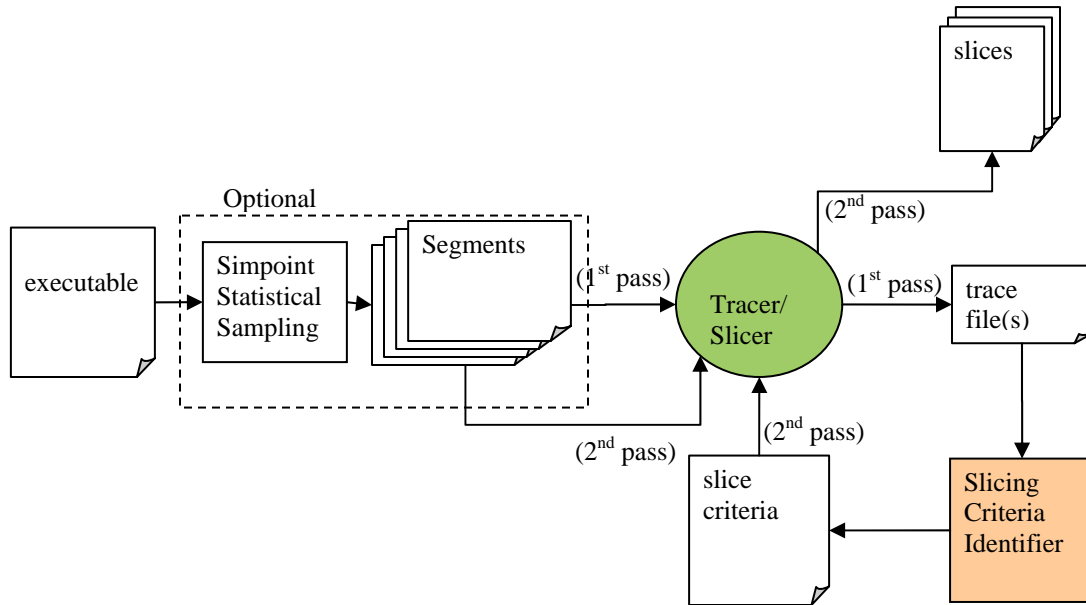 slices
Optional
(2nd pass)
executable
Simpoint
Statistical
Sampling
Segments
(1st pass)
Tracer/
Slicer
(1st pass)
trace
file(s)
(2nd pass)
(2nd pass)
slice
criteria
Slicing
Criteria
Identifier